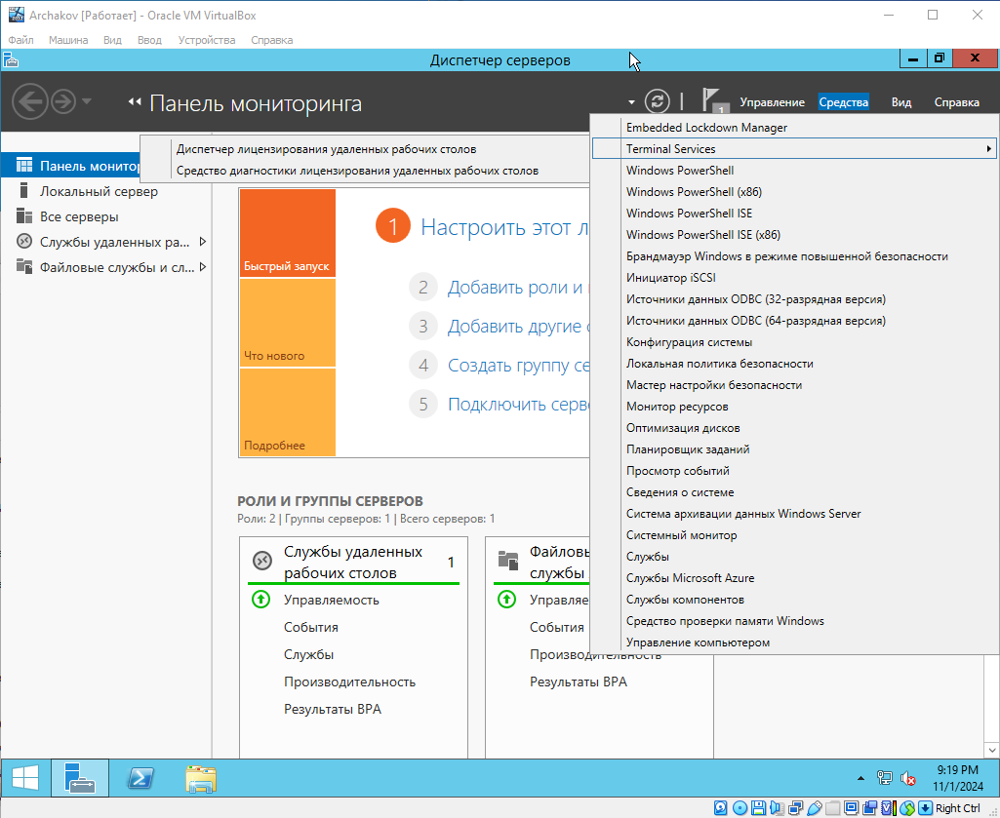 Archakov [Работает] - Oracle VM VirtualBox
Файл Машина Вид Ввод Устройства Справка
Диспетчер серверов
Панель мониторинга
1
Управление Средства Вид Справка
Embedded Lockdown Manager
Terminal Services
Windows PowerShell
Windows PowerShell (x86)
Windows PowerShell ISE
Windows PowerShell ISE (x86)
Брандмауэр Windows в режиме повышенной безопасности
Инициатор iSCSI
Источники данных ODBC (32-разрядная версия)
Источники данных ODBC (64-разрядная версия)
Конфигурация системы
Локальная политика безопасности
Мастер настройки безопасности
Монитор ресурсов
Оптимизация дисков
Планировщик заданий
Просмотр событий
Сведения о системе
Система архивации данных Windows Server
Системный монитор
Службы
Службы Microsoft Azure
Службы компонентов
Средство проверки памяти Windows
Управление компьютером
Диспетчер лицензирования удаленных рабочих столов
Средство диагностики лицензирования удаленных рабочих столов
Панель монитор
Локальный сервер
Все серверы
Службы удаленных ра...
Файловые службы и сл...
Быстрый запуск
Что нового
Подробнее
1 Настроить этот л
2 Добавить роли и
3 Добавить другие
4 Создать группу се
5 Подключить серв
РОЛИ И ГРУППЫ СЕРВЕРОВ
Роли: 2 | Группы серверов: 1 | Всего серверов: 1
Службы удаленных
рабочих столов 1
Управляемость
События
Службы
Производительность
Результаты BPA
Файловы
службы
Управляе
События
Производительность
Результаты BPA
9:19 PM
11/1/2024
Right Ctrl